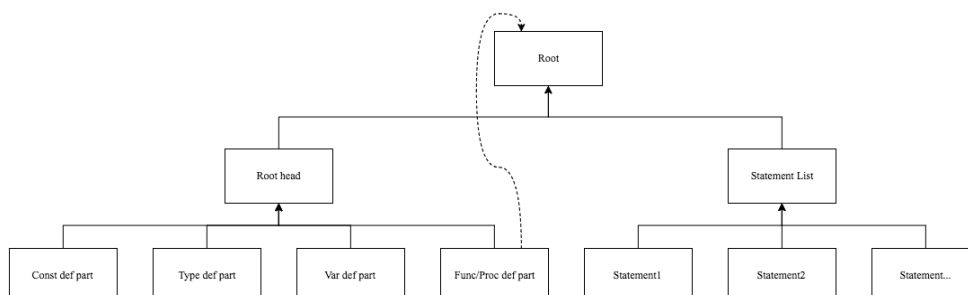 Root
Root head
Statement List
Const def part
Type def part
Var def part
Func/Proc def part
Statement1
Statement2
Statement...